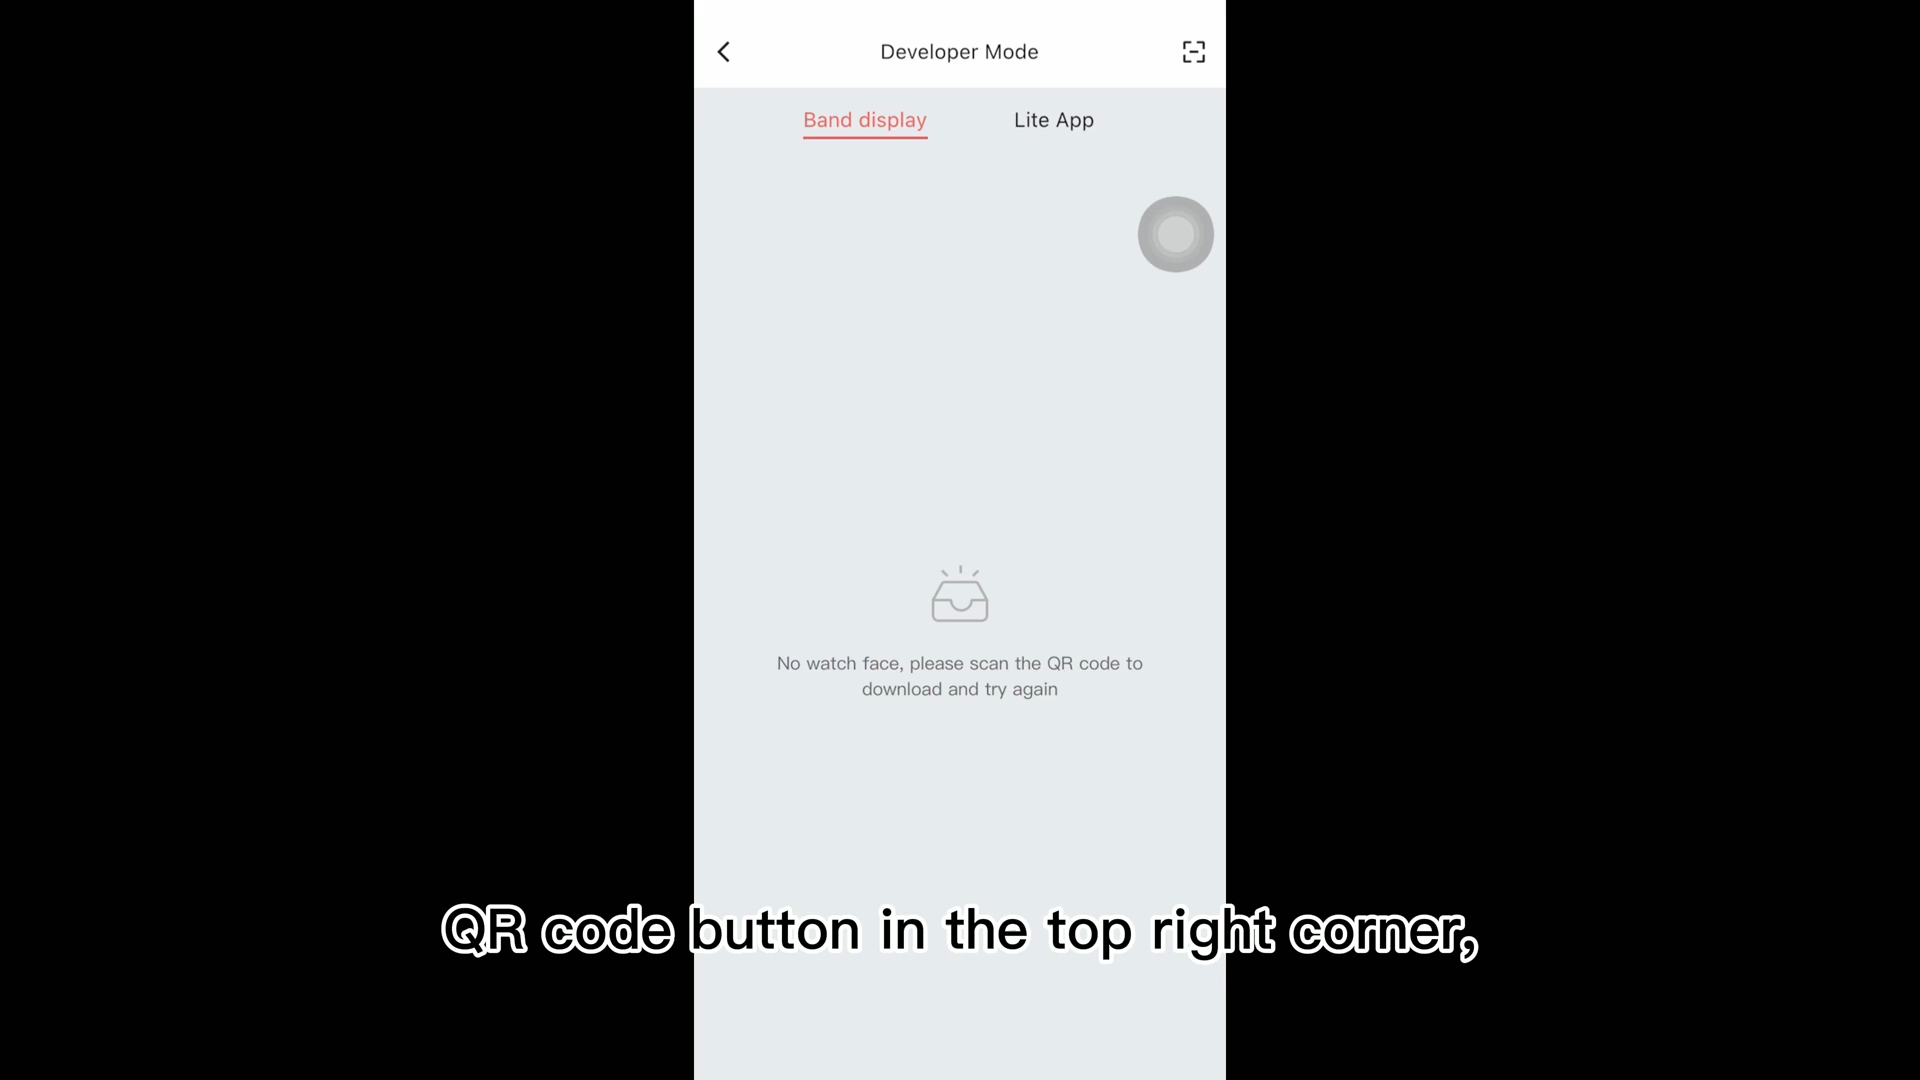 Developer Mode
Band display
Lite App
No watch face, please scan the QR code to
download and try again
QR code button in the top right corner,